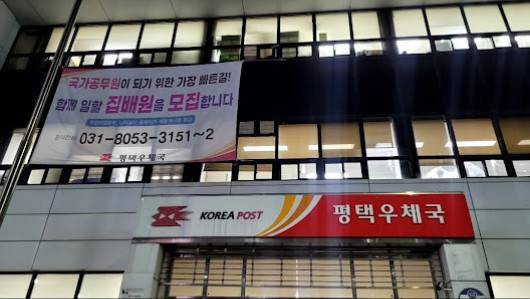 국가공무원이 되기 위한 가장 빠른길!
함께 일할 집배원을 모집합니다
031-8053-3151~2
평택우체국
KOREA POST 평택우체국